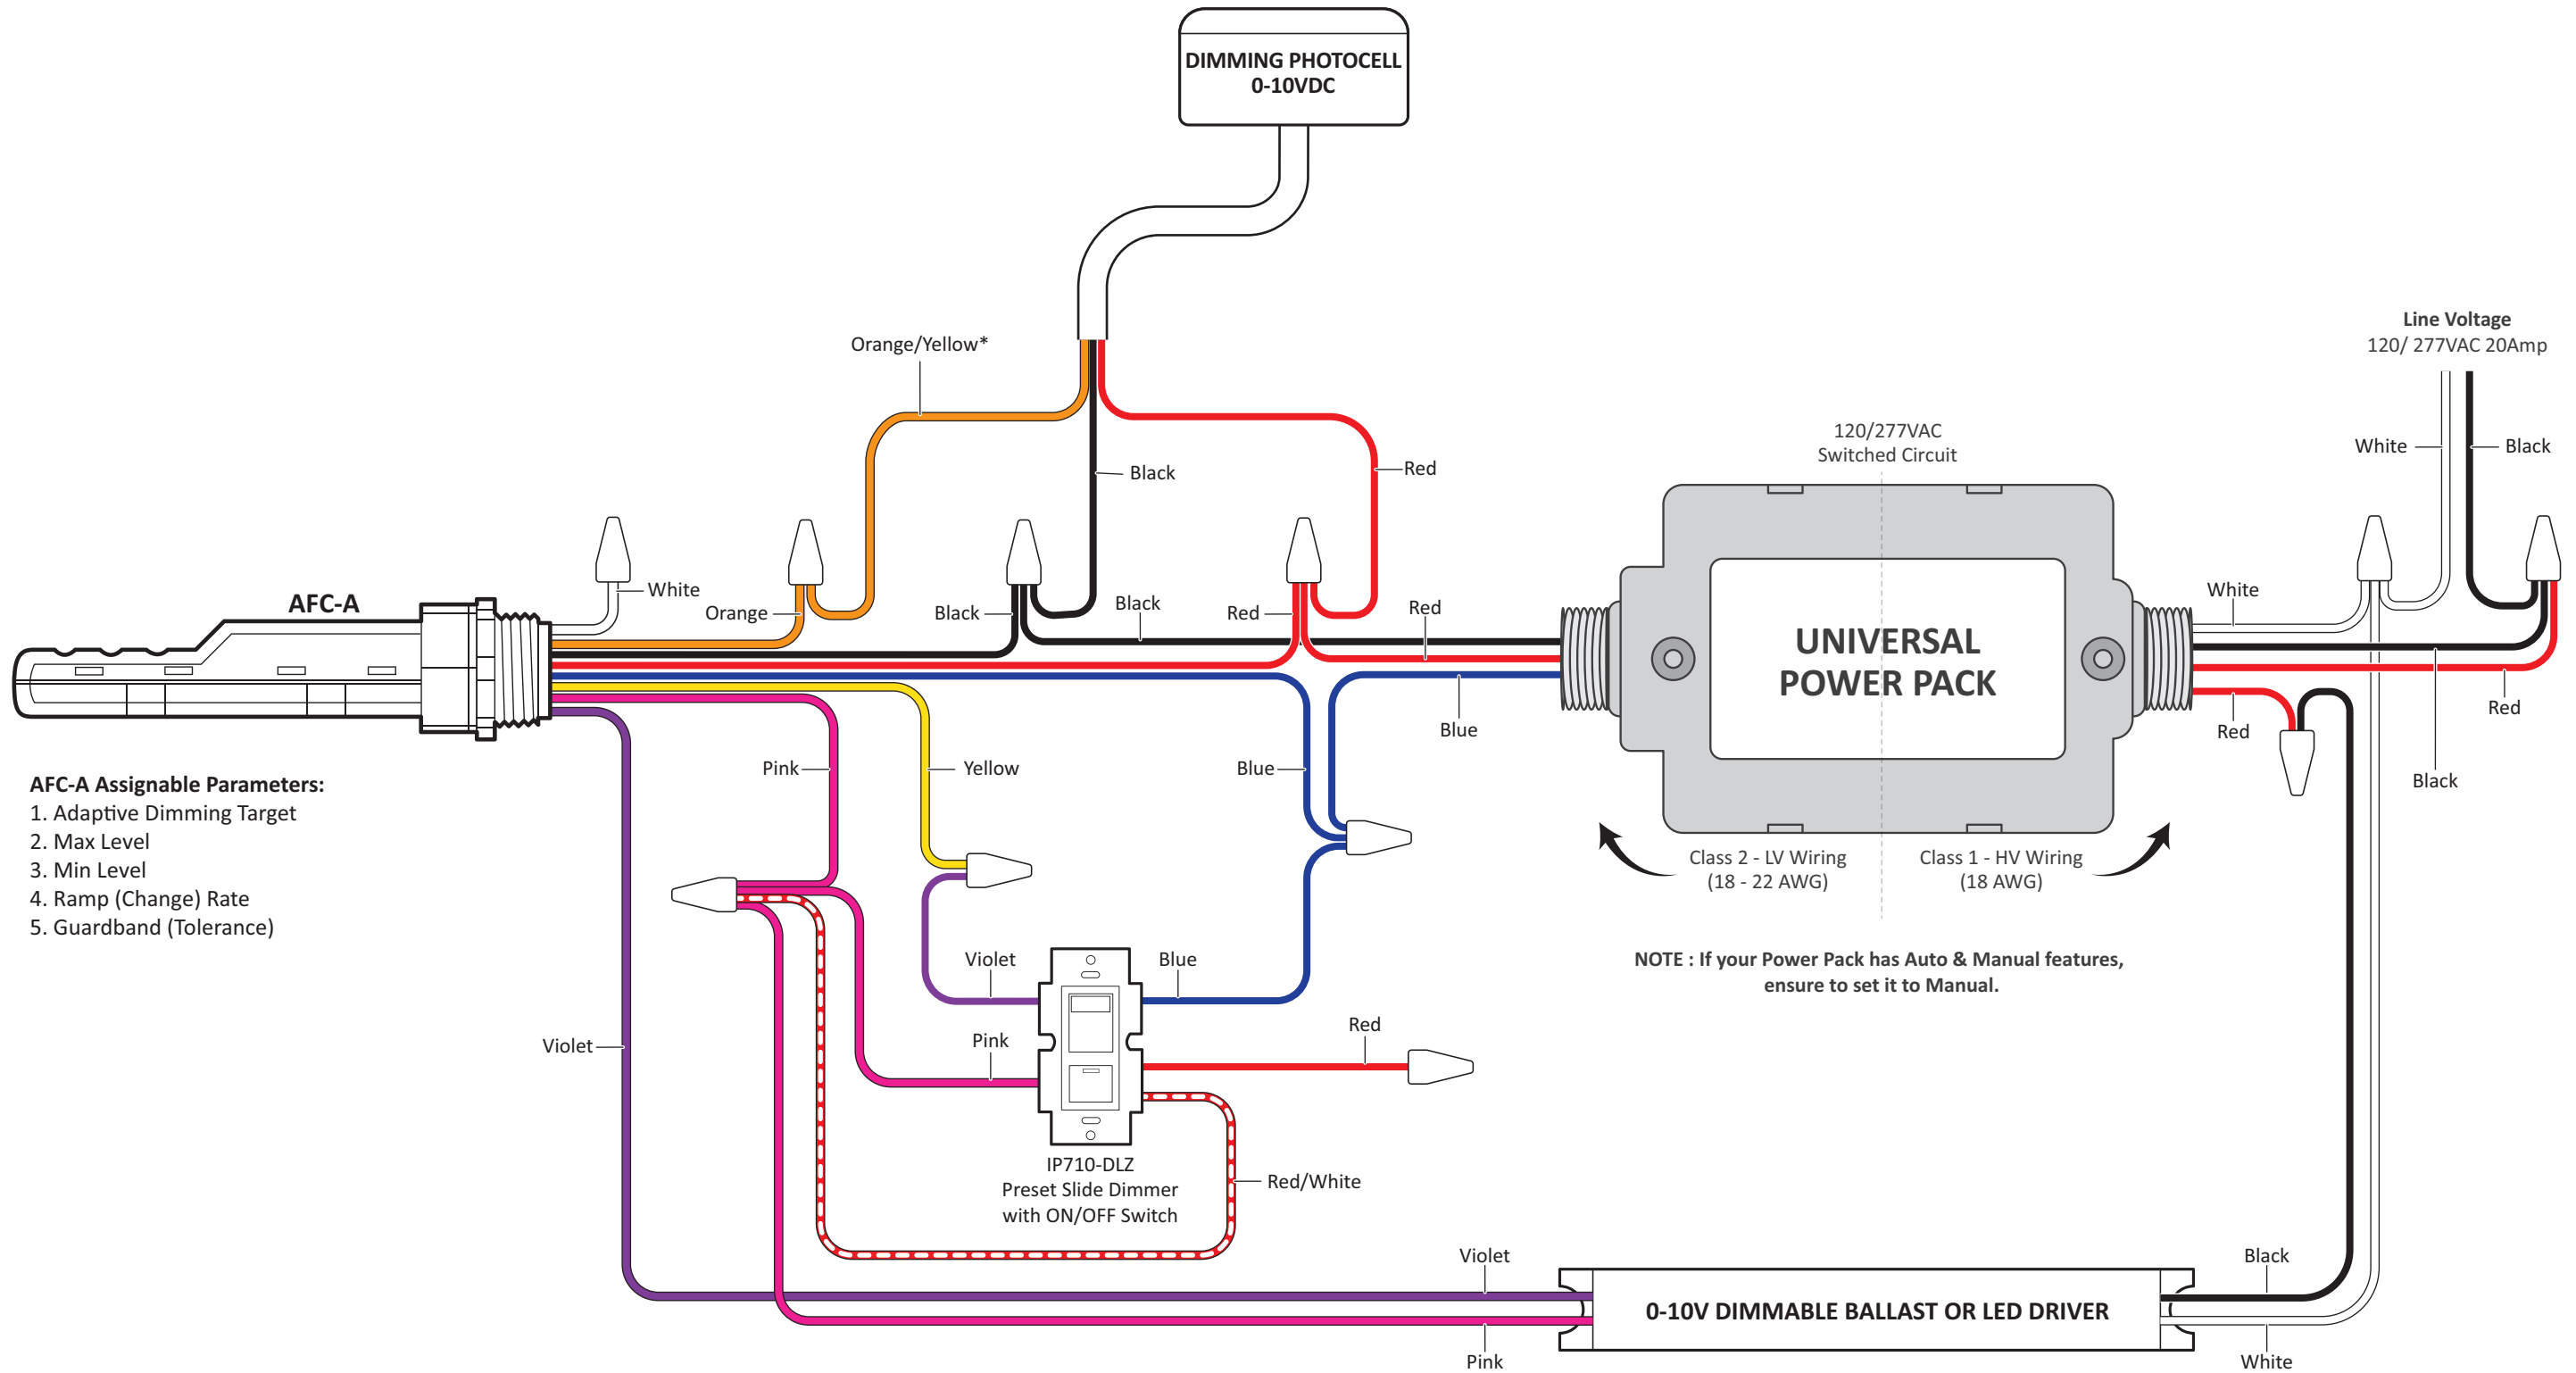 DIMMING PHOTOCELL
0-10VDC
Line Voltage
120/ 277VAC 20Amp
Orange/Yellow*
Black
Red
120/277VAC
Switched Circuit
White
Black
White
Orange
Black
Black
Red
Red
White
AFC-A
UNIVERSAL
POWER PACK
Blue
Red
Red
Black
Pink
Yellow
Blue
AFC-A Assignable Parameters:
1. Adaptive Dimming Target
2. Max Level
3. Min Level
4. Ramp (Change) Rate
5. Guardband (Tolerance)
Class 2 - LV Wiring
(18 - 22 AWG)
Class 1 - HV Wiring
(18 AWG)
NOTE : If your Power Pack has Auto & Manual features,
ensure to set it to Manual.
Violet
Blue
Violet
Pink
Red
IP710-DLZ
Preset Slide Dimmer
with ON/OFF Switch
Red/White
Violet
Black
0-10V DIMMABLE BALLAST OR LED DRIVER
Pink
White